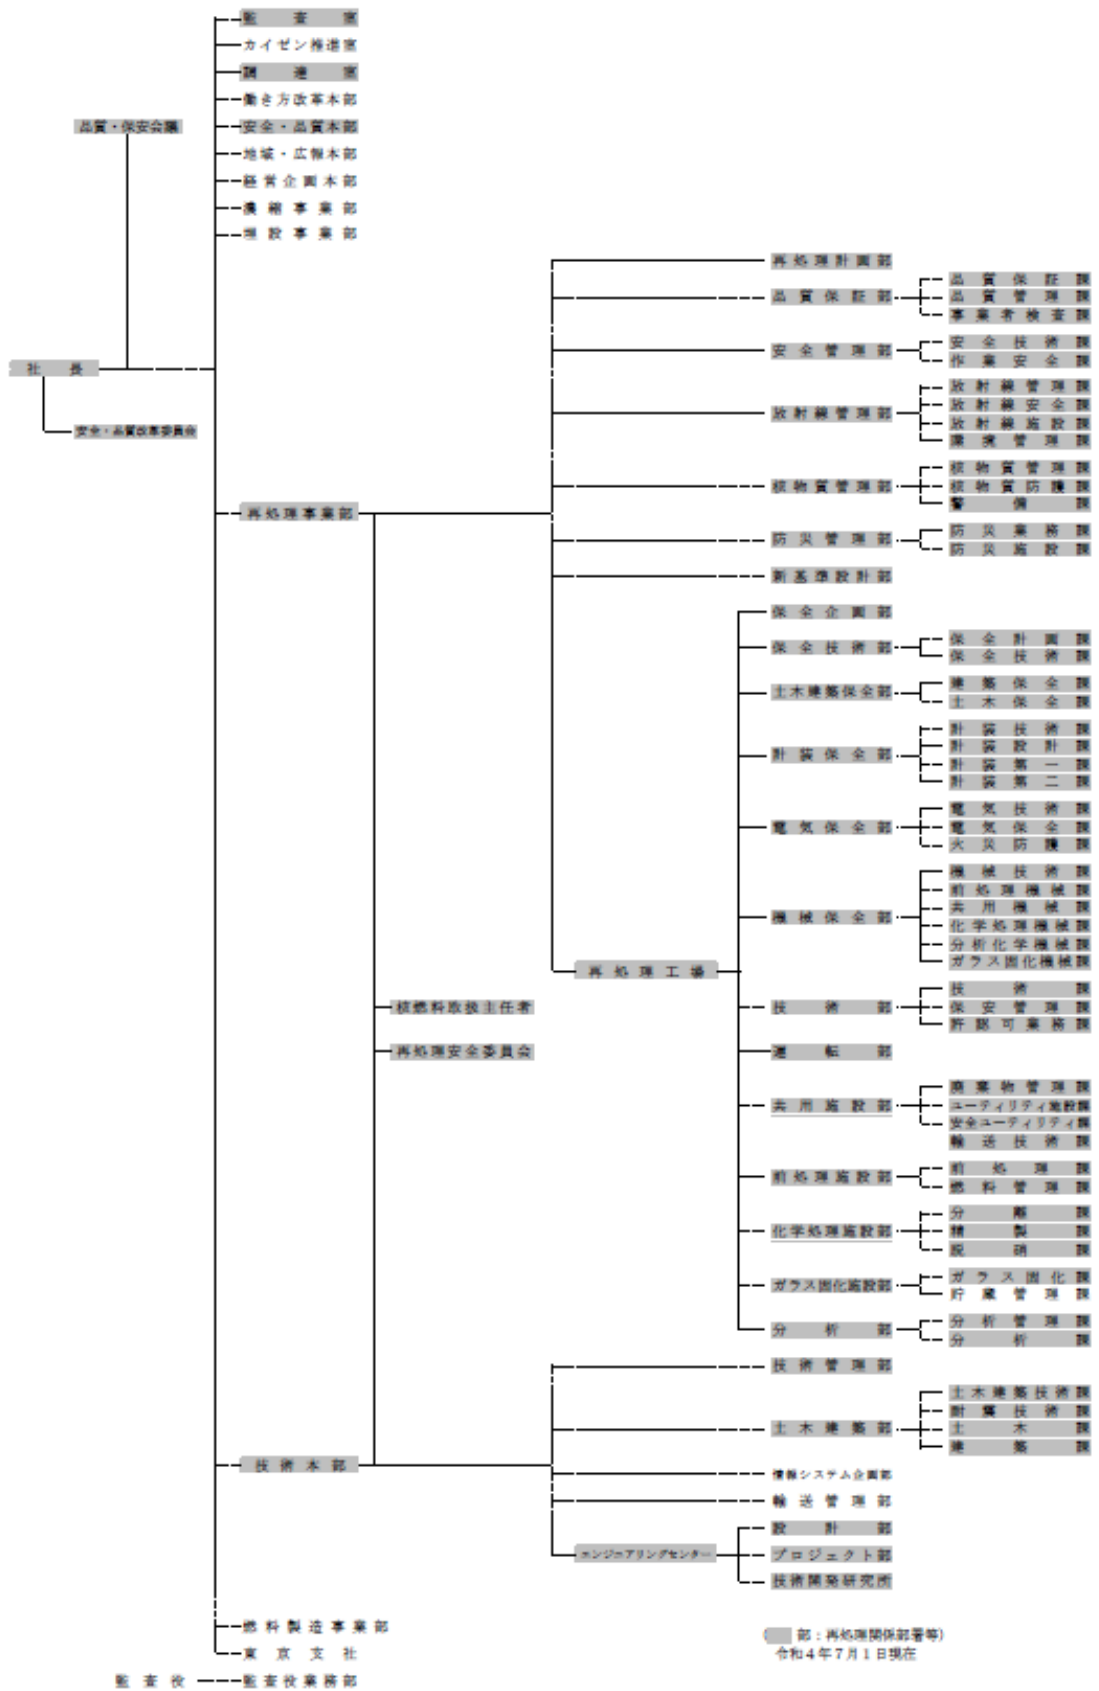 監査室
カイゼン推進室
調達室
働き方改革本部
品質・保安会議
安全・品質本部
地域・広報本部
経営企画本部
濃縮事業部
埋設事業部
社長
安全・品質改革委員会
再処理事業部
再処理計画部
品質保証部
品質保証課
品質管理課
事業者検査課
安全管理部
安全技術課
作業安全課
放射線管理部
放射線管理課
放射線安全課
放射線施設課
環境管理課
核物質管理部
核物質管理課
核物質防護課
警備課
防災管理部
防災業務課
防災施設課
新基準設計部
再処理工場
保全企画部
保全技術部
保全計画課
保全技術課
土木建築保全部
建築保全課
土木保全課
計装保全部
計装技術課
計装設計課
計装第一課
計装第二課
電気保全部
電気技術課
電気保全課
火災防護課
機械保全部
機械技術課
前処理機械課
共用機械課
化学処理機械課
分析化学機械課
ガラス固化機械課
技術部
技術課
保安管理課
許認可業務課
運転部
共用施設部
廃棄物管理課
ユーティリティ施設課
安全ユーティリティ課
輸送技術課
前処理施設部
前処理課
燃料管理課
化学処理施設部
分離課
精製課
脱硝課
ガラス固化施設部
ガラス固化課
貯蔵管理課
分析部
分析管理課
分析課
核燃料取扱主任者
再処理安全委員会
技術本部
技術管理部
土木建築部
土木建築技術課
耐震技術課
土木課
建築課
情報システム企画部
輸送管理部
エンジニアリングセンター
設計部
プロジェクト部
技術開発研究所
燃料製造事業部
東京支社
監査役
監査役業務部
(　部：再処理関係部署等)
令和４年７月１日現在